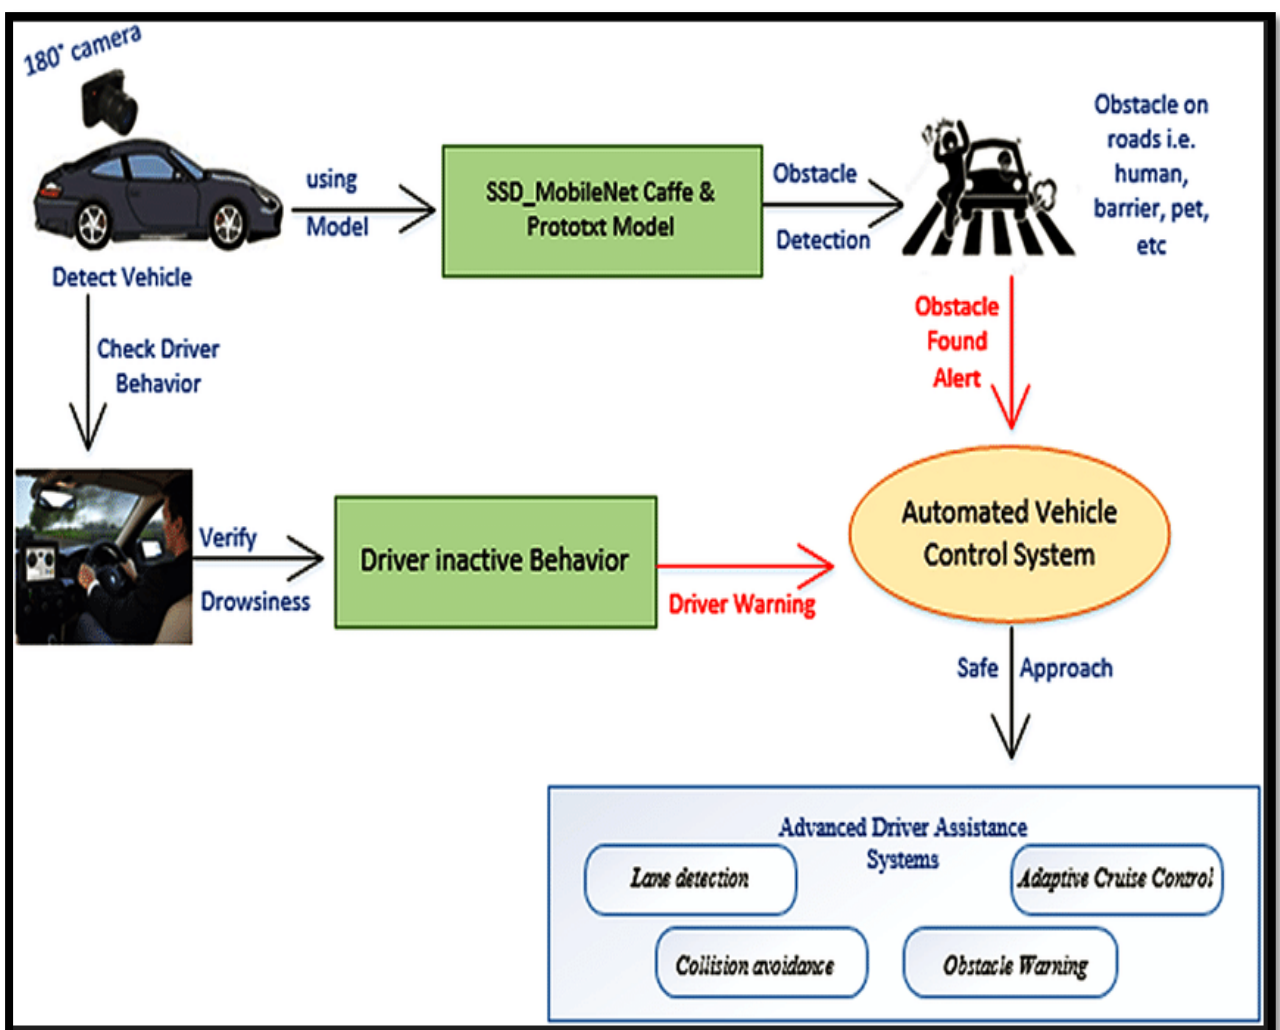 180° camera
using
Model
SSD_MobileNet Caffe &
Prototxt Model
Obstacle
Detection
Obstacle on
roads i.e.
human,
barrier, pet,
etc
Detect Vehicle
Check Driver
Behavior
Obstacle
Found
Alert
Verify
Drowsiness
Driver inactive Behavior
Driver Warning
Automated Vehicle
Control System
Safe Approach
Advanced Driver Assistance
Systems
Lane detection
Adaptive Cruise Control
Collision avoidance
Obstacle Warning